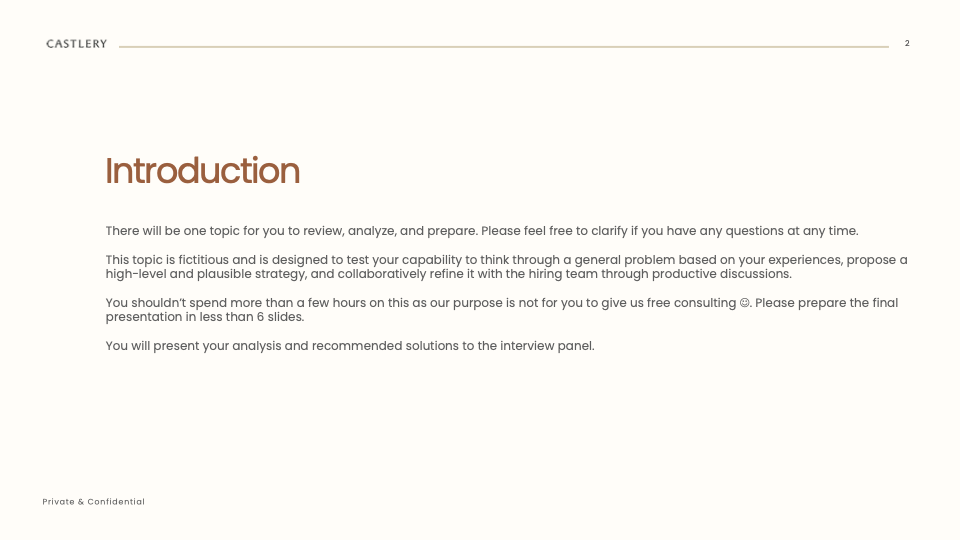 CASTLERY
2
Introduction
There will be one topic for you to review, analyze, and prepare. Please feel free to clarify if you have any questions at any time.
This topic is fictitious and is designed to test your capability to think through a general problem based on your experiences, propose a
high-level and plausible strategy, and collaboratively refine it with the hiring team through productive discussions.
You shouldn’t spend more than a few hours on this as our purpose is not for you to give us free consulting ☺. Please prepare the final
presentation in less than 6 slides.
You will present your analysis and recommended solutions to the interview panel.
Private & Confidential